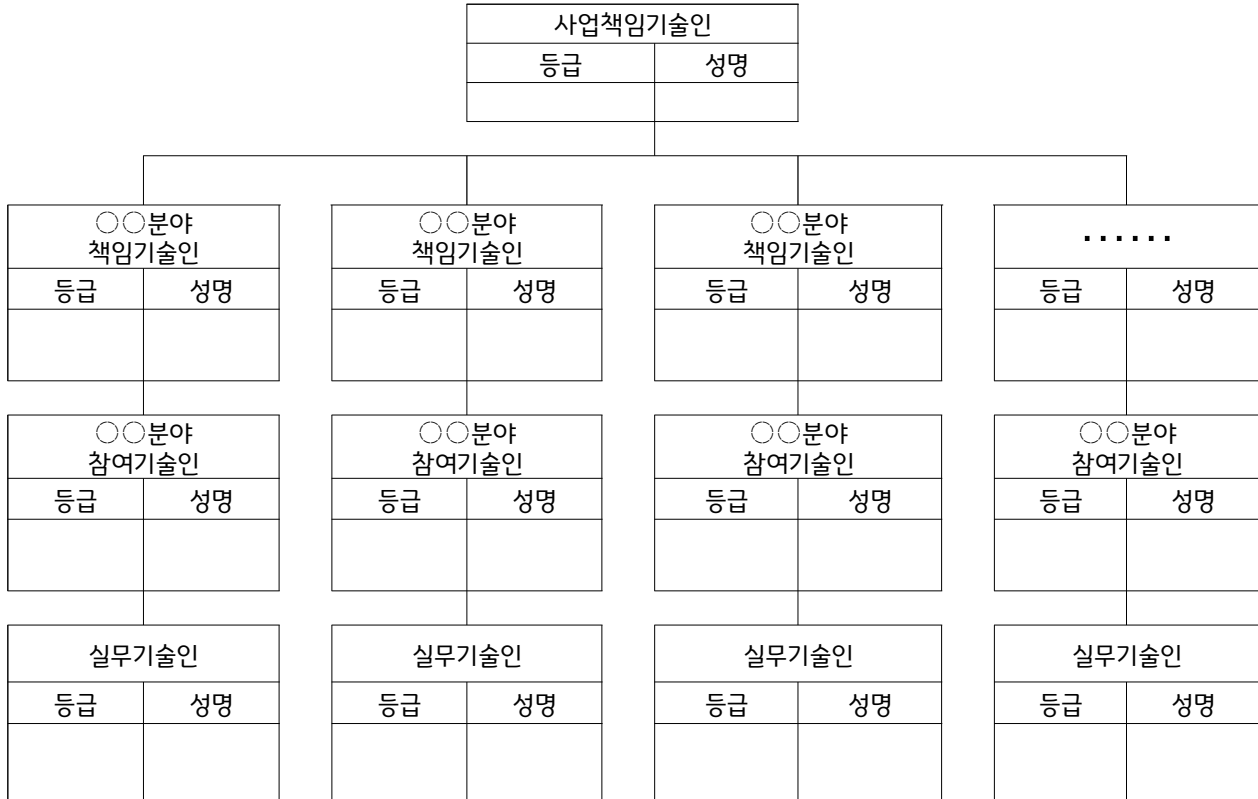 사업책임기술인
등급 성명
○○분야 ○○분야 ○○분야 ······
책임기술인 책임기술인 책임기술인
등급 성명 등급 성명 등급 성명 등급 성명
○○분야 ○○분야 ○○분야 ○○분야
참여기술인 참여기술인 참여기술인 참여기술인
등급 성명 등급 성명 등급 성명 등급 성명
실무기술인 실무기술인 실무기술인 실무기술인
등급 성명 등급 성명 등급 성명 등급 성명